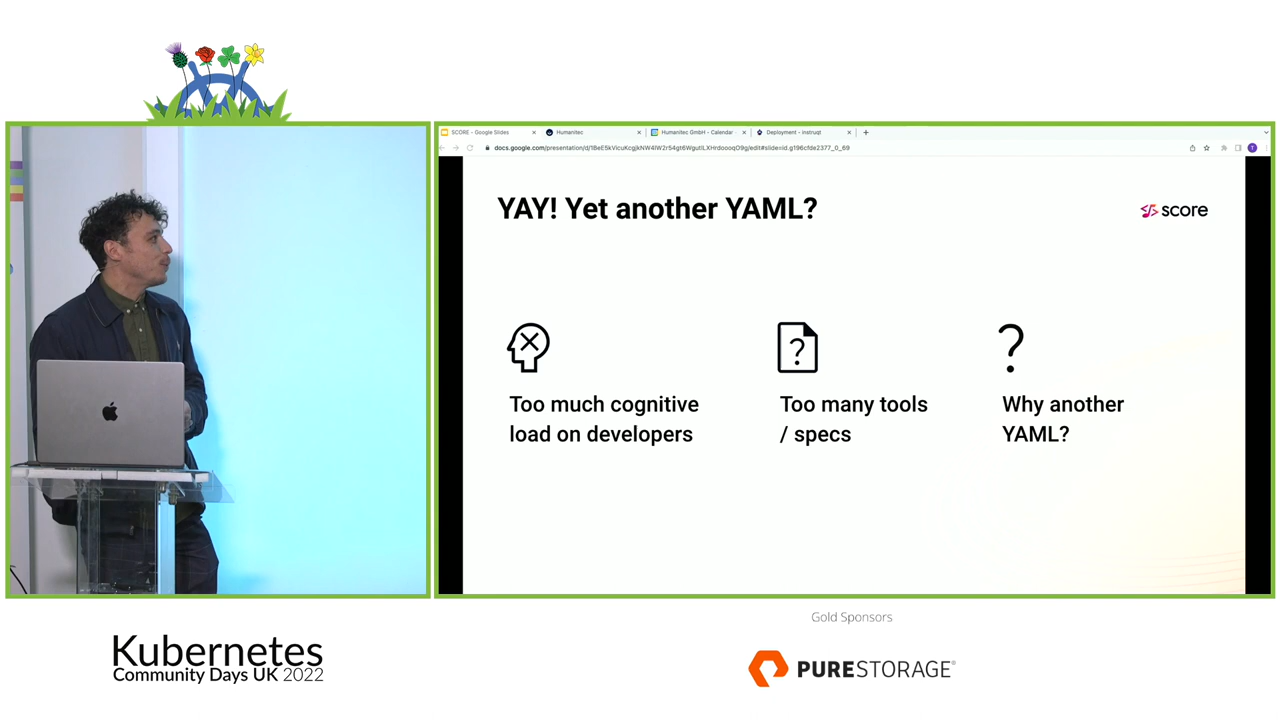 SCORE - Google Slides
Humanitec
Humanitec GmbH - Calendar
Deployment - instruqt
YAY! Yet another YAML?
score
Too much cognitive
load on developers
Too many tools
/ specs
Why another
YAML?
Gold Sponsors
Kubernetes
Community Days UK 2022
PURESTORAGE®